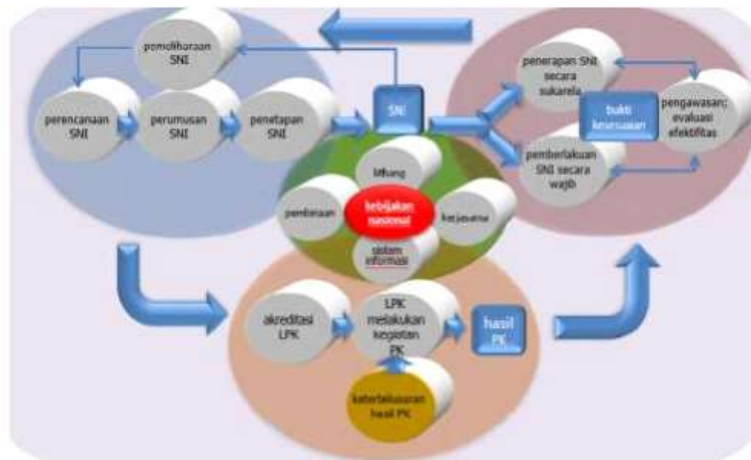 pemeliharaan
SNI
perencanaan
SNI
perumusan
SNI
penetapan
SNI
SNI
penerapan SNI
secara
sukarela
bukti
kesesuaian
pengawasan;
evaluasi
efektifitas
pemberlakuan
SNI secara
wajib
litbang
pembinaan
kebijakan
nasional
kerjasama
sistem
informasi
akreditasi
LPK
LPK
melakukan
kegiatan
PK
hasil
PK
ketertelusuran
hasil PK